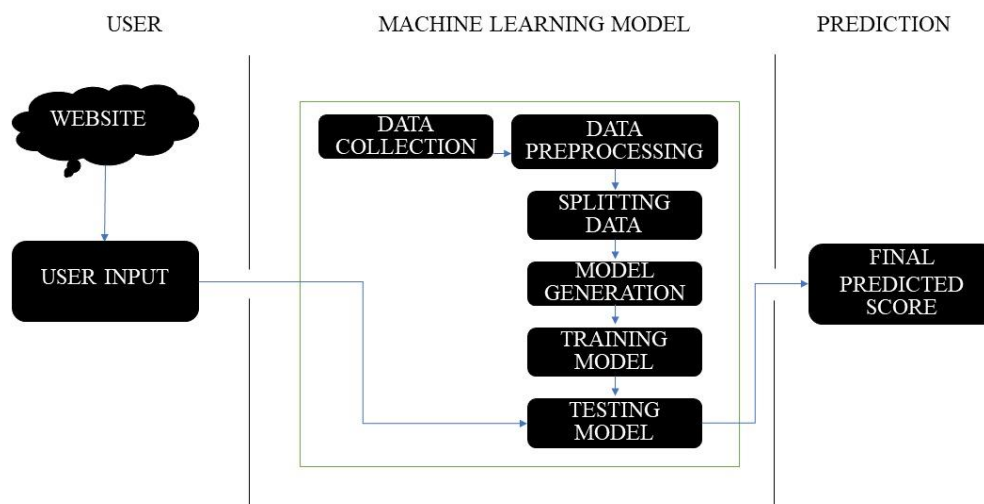 USER
MACHINE LEARNING MODEL
PREDICTION
WEBSITE
USER INPUT
DATA
COLLECTION
DATA
PREPROCESSING
SPLITTING
DATA
MODEL
GENERATION
TRAINING
MODEL
TESTING
MODEL
FINAL
PREDICTED
SCORE